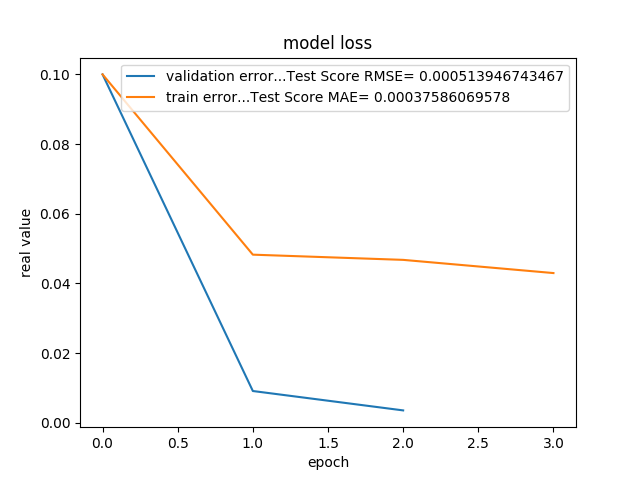 model loss
validation error...Test Score RMSE= 0.000513946743467
train error...Test Score MAE= 0.00037586069578
real value
0.10
0.08
0.06
0.04
0.02
0.00
0.0 0.5 1.0 1.5 2.0 2.5 3.0
epoch